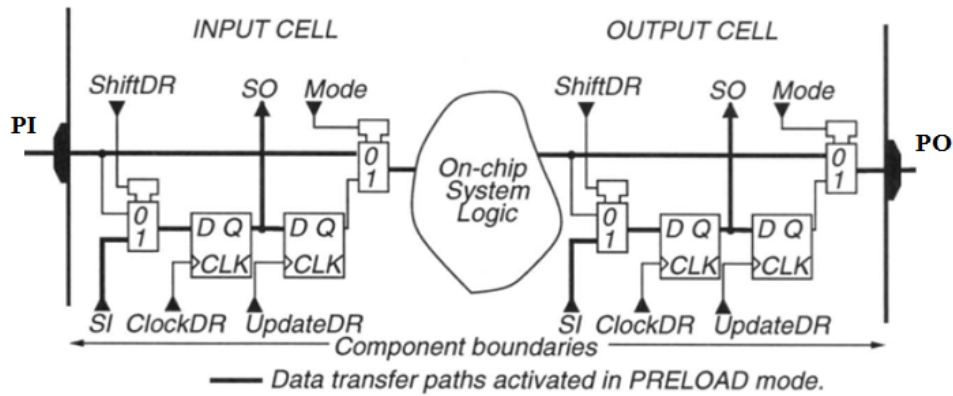 INPUT CELL OUTPUT CELL
ShiftDR SO Mode ShiftDR SO Mode
PI PO
0 0
1 On-chip 1
System
Logic
0 0
1 D Q D Q 1 D Q D Q
CLK CLK CLK CLK
SI ClockDR UpdateDR SI ClockDR UpdateDR
Component boundaries
Data transfer paths activated in PRELOAD mode.